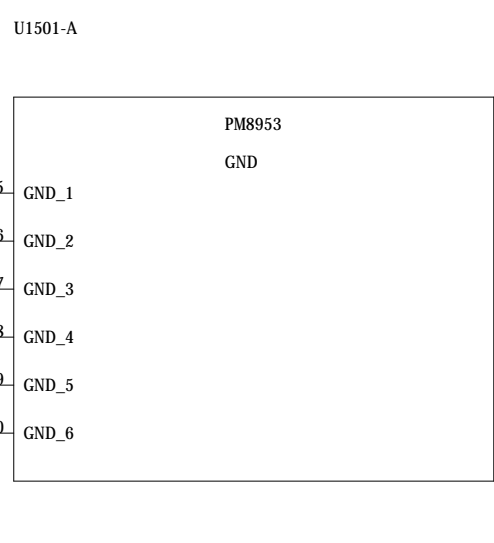 U1501-A
PM8953
GND
GND_1
GND_2
GND_3
GND_4
GND_5
GND_6